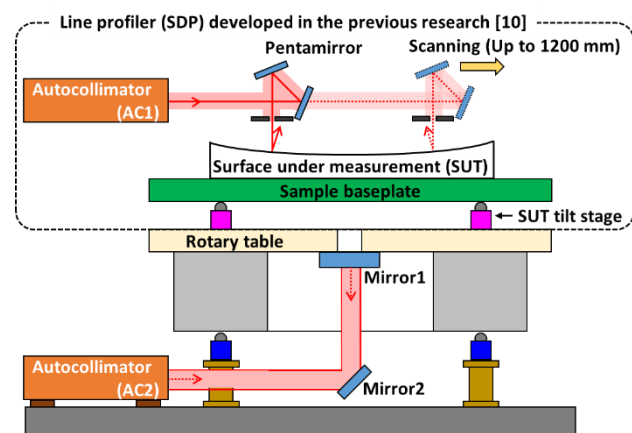 Line profiler (SDP) developed in the previous research [10]
Pentamirror
Scanning (Up to 1200 mm)
Autocollimator
(AC1)
Surface under measurement (SUT)
Sample baseplate
← SUT tilt stage
Rotary table
Mirror1
Autocollimator
(AC2)
Mirror2